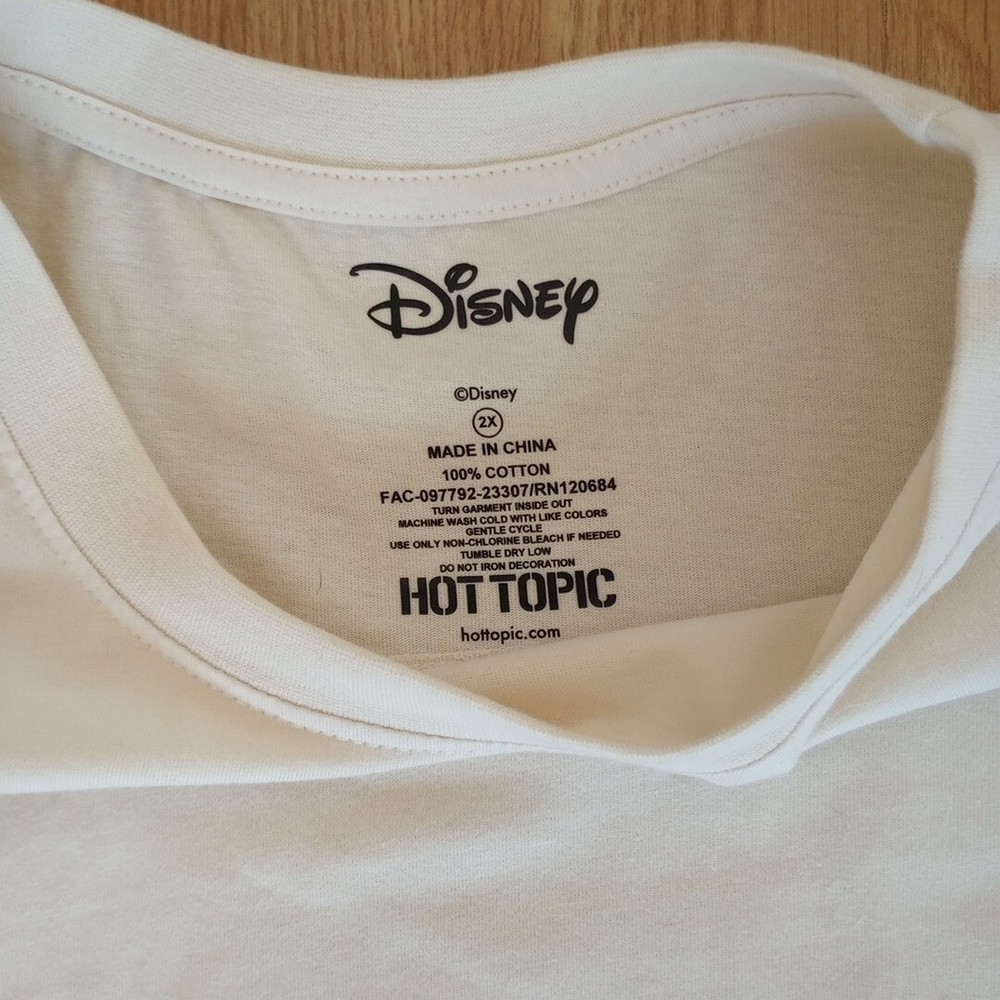 Disney
©Disney
2X
MADE IN CHINA
100% COTTON
FAC-097792-23307/RN120684
TURN GARMENT INSIDE OUT
MACHINE WASH COLD WITH LIKE COLORS
GENTLE CYCLE
USE ONLY NON-CHLORINE BLEACH IF NEEDED
TUMBLE DRY LOW
DO NOT IRON DECORATION
HOT TOPIC
hottopic.com